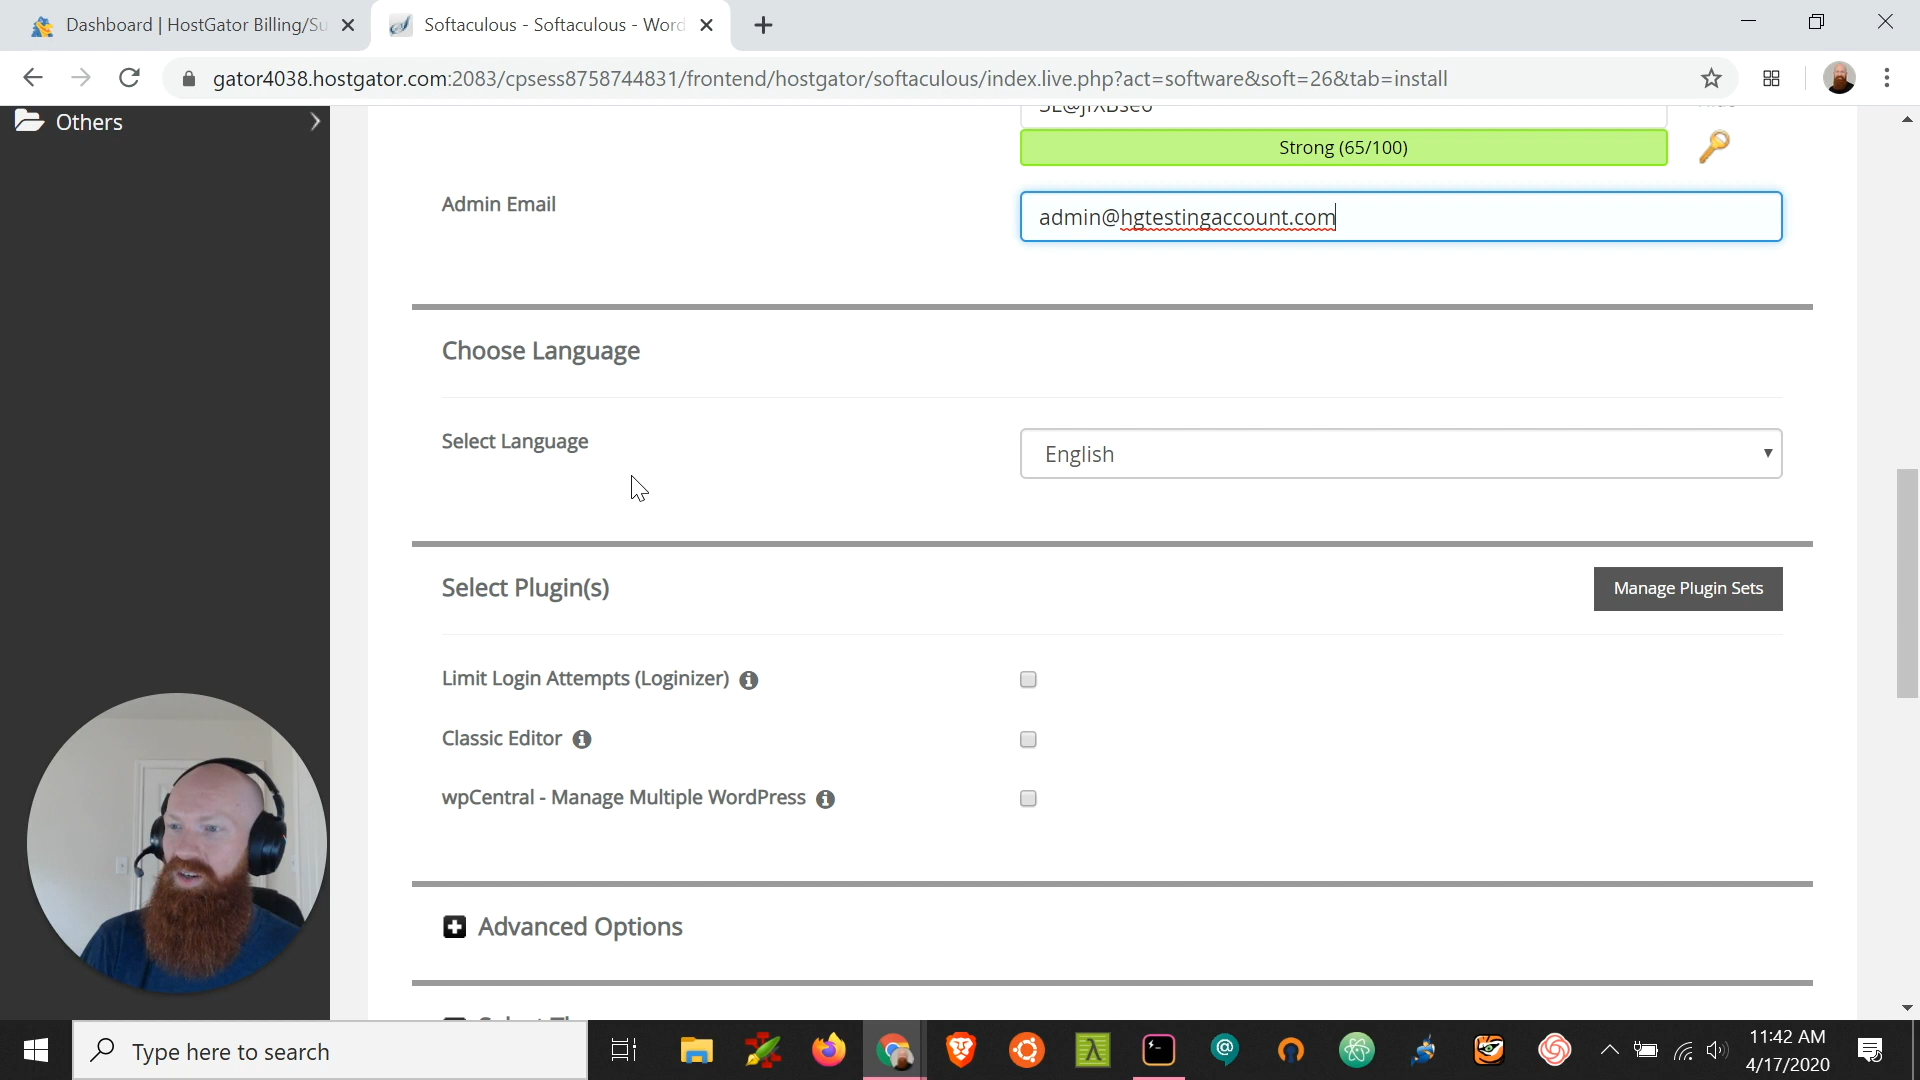 Dashboard | HostGator Billing/Su
Softaculous - Softaculous - Word
gator4038.hostgator.com:2083/cpsess8758744831/frontend/hostgator/softaculous/index.live.php?act=software&soft=26&tab=install
Others
Strong (65/100)
Admin Email
admin@hgtestingaccount.com
Choose Language
Select Language
English
Select Plugin(s)
Manage Plugin Sets
Limit Login Attempts (Loginizer)
Classic Editor
wpCentral - Manage Multiple WordPress
Advanced Options
Type here to search
11:42 AM
4/17/2020